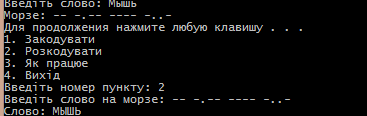 Введіть слово: Мышь
Морзе: -- -.-- ---- -..-
Для продолжения нажмите любую клавишу . . .
1. Закодувати
2. Розкодувати
3. Як працюе
4. Вихід
Введіть номер пункту: 2
Введіть слово на морзе: -- -.-- ---- -..-
Слово: МЫШЬ